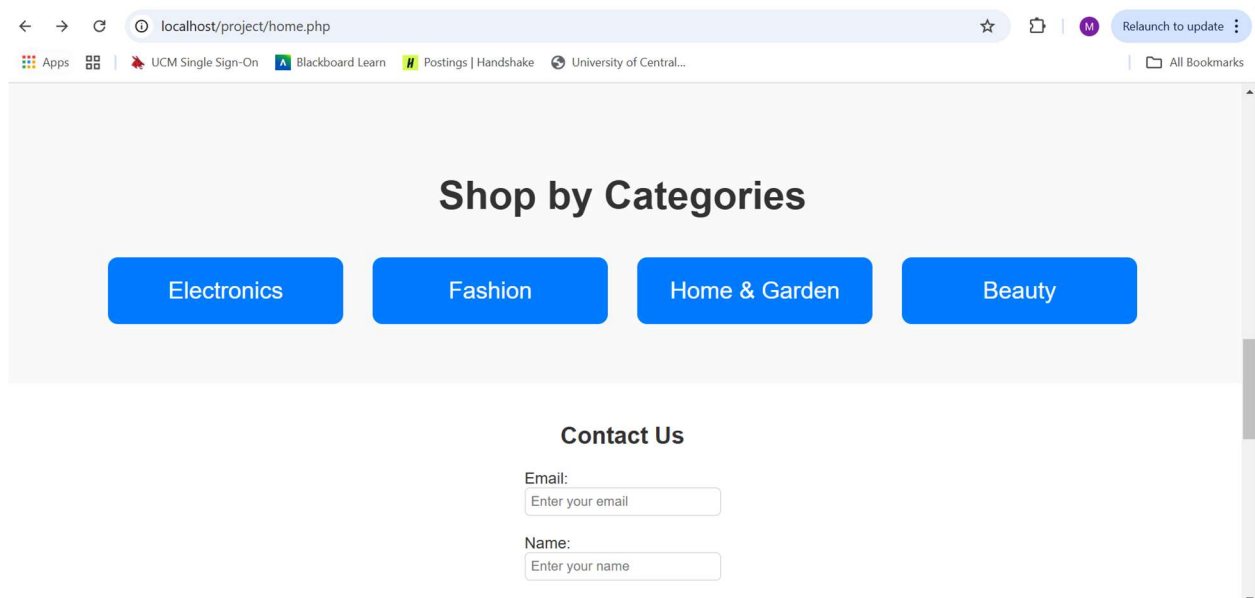 localhost/project/home.php
M
Relaunch to update
Apps
UCM Single Sign-On
Blackboard Learn
H Postings | Handshake
University of Central...
All Bookmarks
Shop by Categories
Electronics Fashion Home & Garden Beauty
Contact Us
Email:
Enter your email
Name:
Enter your name